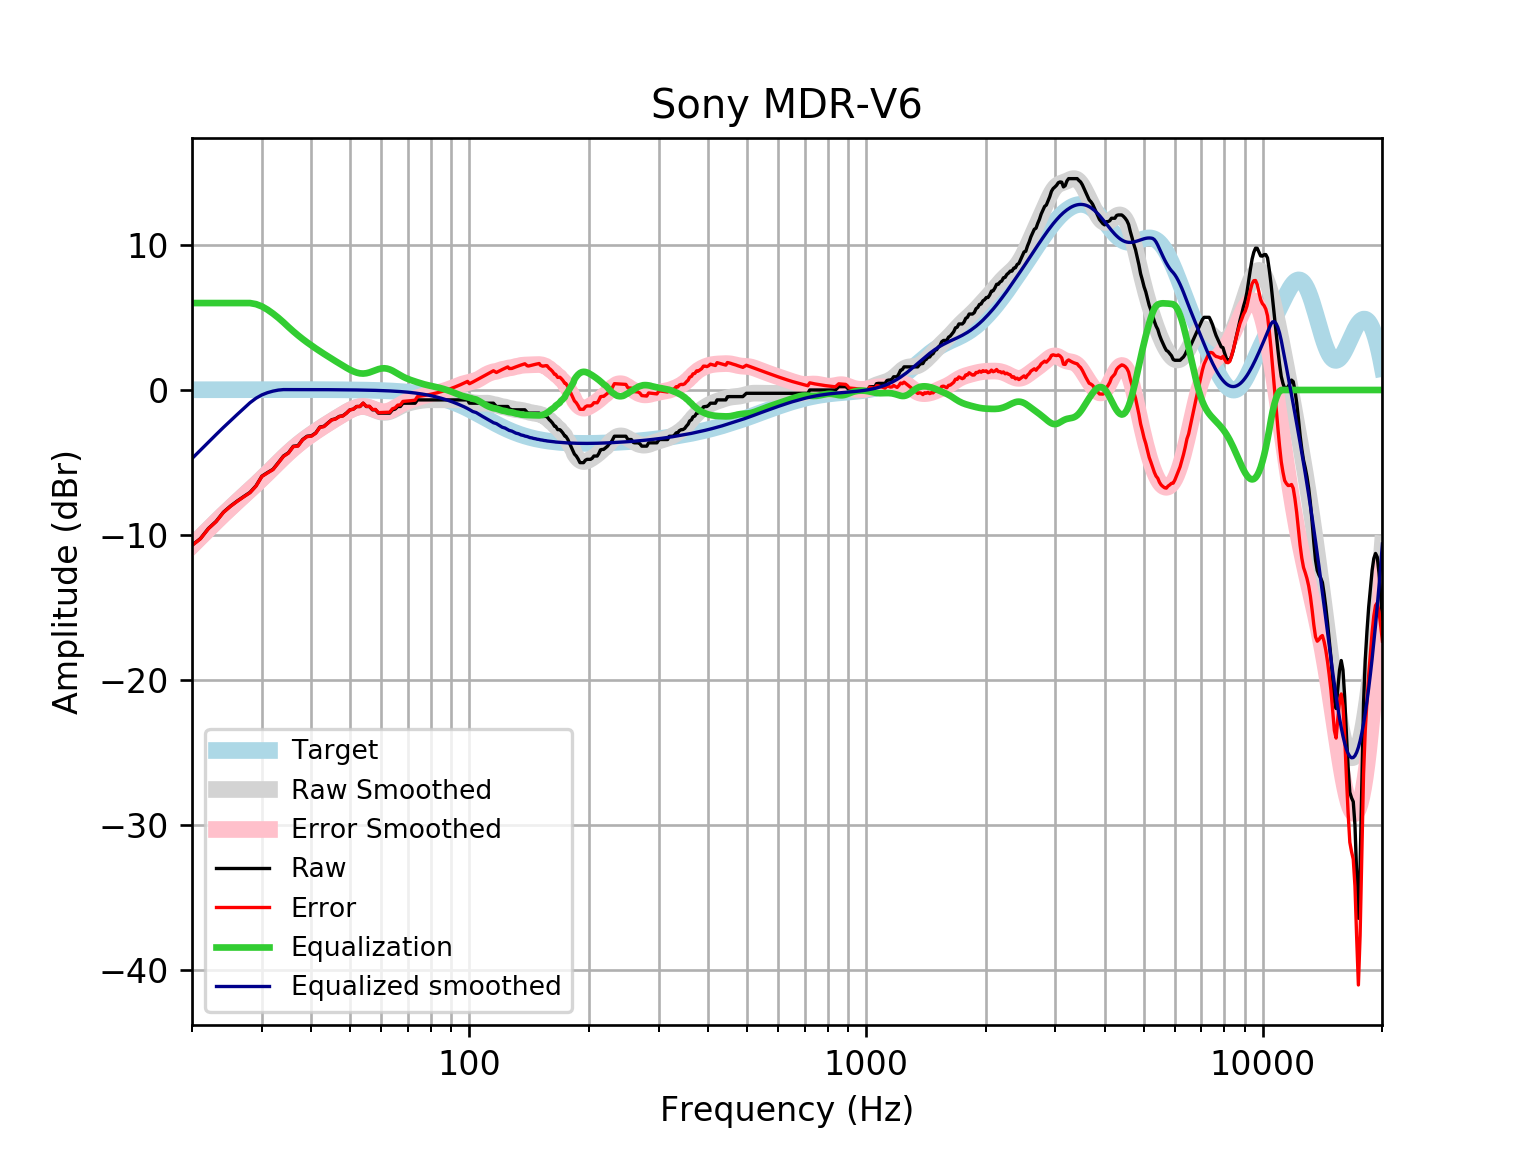 Sony MDR-V6
Amplitude (dBr)
10
0
−10
−20
−30
−40
Target
Raw Smoothed
Error Smoothed
Raw
Error
Equalization
Equalized smoothed
100
1000
10000
Frequency (Hz)